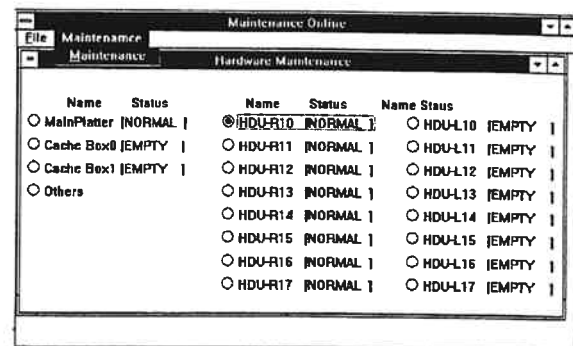 Maintenance Online
File Maintenamce
Maintenance
Hardware Maintenance
Name Status Name Status Name Staus
MainPlatter [NORMAL ] HDU-R10 [NORMAL ] HDU-L10 [EMPTY ]
Cache Box0 [EMPTY ] HDU-R11 [NORMAL ] HDU-L11 [EMPTY ]
Cache Box1 [EMPTY ] HDU-R12 [NORMAL ] HDU-L12 [EMPTY ]
Others HDU-R13 [NORMAL ] HDU-L13 [EMPTY ]
HDU-R14 [NORMAL ] HDU-L14 [EMPTY ]
HDU-R15 [NORMAL ] HDU-L15 [EMPTY ]
HDU-R16 [NORMAL ] HDU-L16 [EMPTY ]
HDU-R17 [NORMAL ] HDU-L17 [EMPTY ]